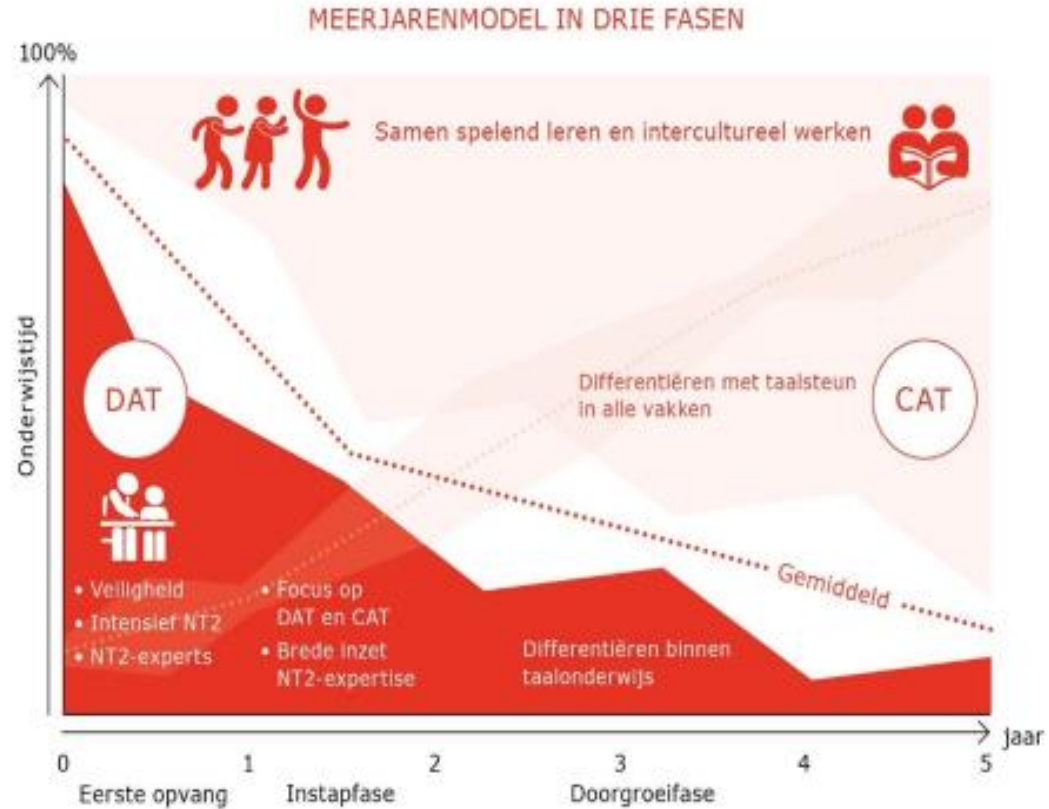 MEERJARENMODEL IN DRIE FASEN
100%
Samen spelend leren en intercultureel werken
Onderwijstijd
DAT
Differentiëren met taalsteun
in alle vakken
CAT
• Veiligheid
• Intensief NT2
• NT2-experts
• Focus op
DAT en CAT
• Brede inzet
NT2-expertise
Differentiëren binnen
taalonderwijs
Gemiddeld
jaar
0 1 2 3 4 5
Eerste opvang Instapfase Doorgroeifase